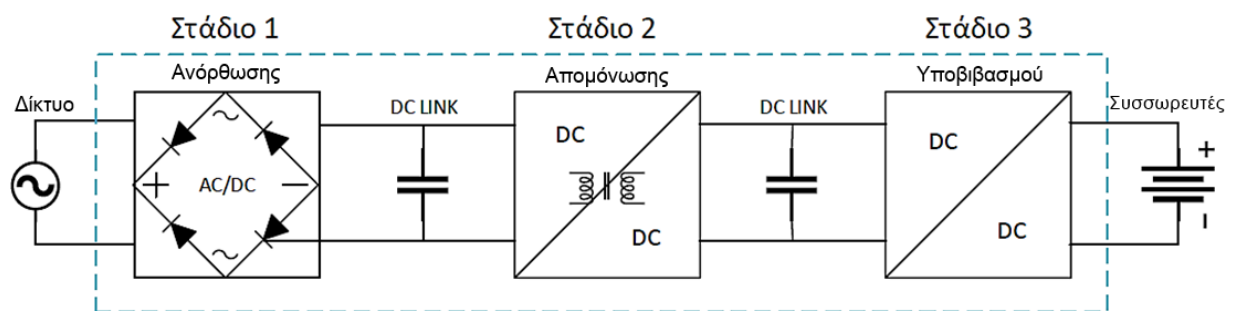 Στάδιο 1
Στάδιο 2
Στάδιο 3
Ανόρθωσης
Απομόνωσης
Υποβιβασμού
Δίκτυο
DC LINK
DC LINK
Συσσωρευτές
AC/DC
DC
DC
DC
DC